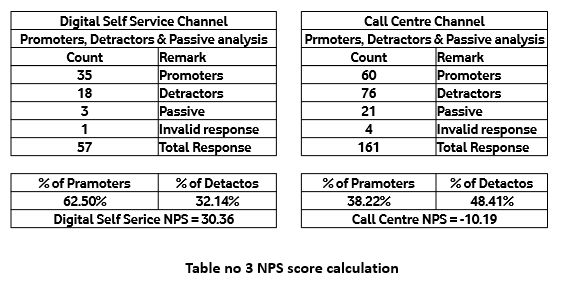 Digital Self Service Channel
Promoters, Detractors & Passive analysis
Count Remark
35 Promoters
18 Detractors
3 Passive
1 Invalid response
57 Total Response
% of Pramoters % of Detactos
62.50% 32.14%
Digital Self Serice NPS = 30.36
Call Centre Channel
Prmoters, Detractors & Passive analysis
Count Remark
60 Promoters
76 Detractors
21 Passive
4 Invalid response
161 Total Response
% of Pramoters % of Detactos
38.22% 48.41%
Call Centre NPS = -10.19
Table no 3 NPS score calculation